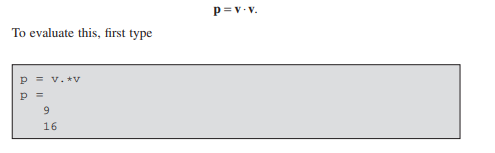 p = v · v.
To evaluate this, first type
p = v.*v
p =
9
16